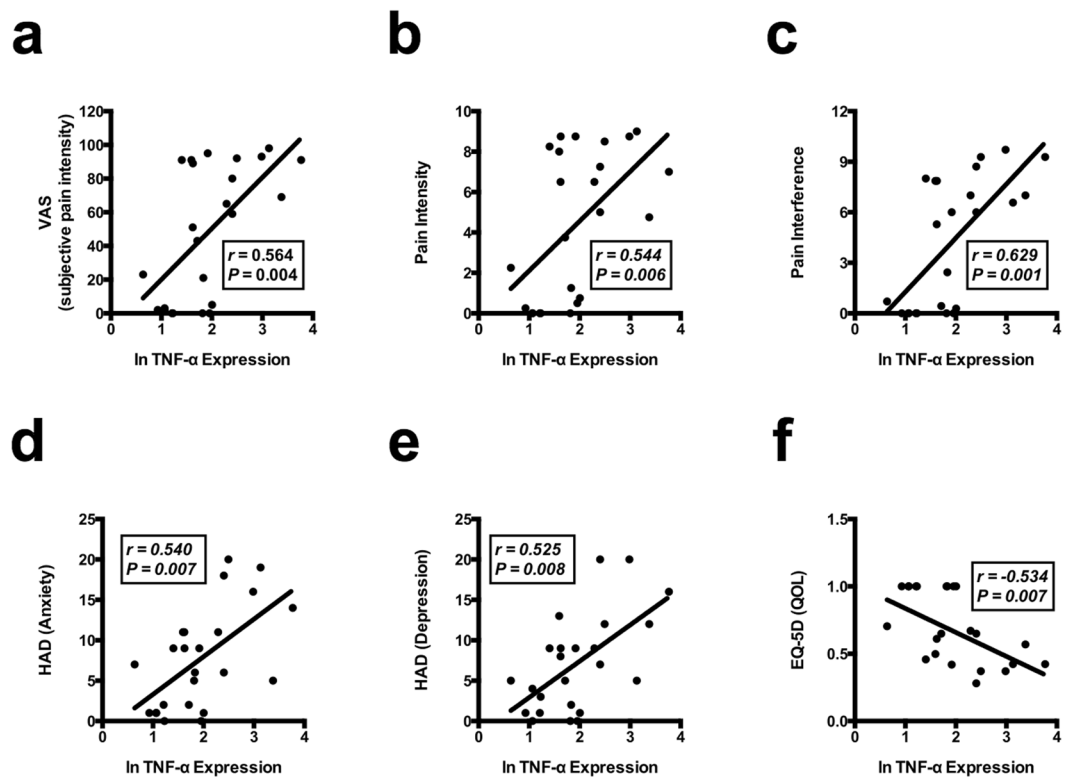 a
b
c
VAS
(subjective pain intensity)
120
100
80
60
40
20
0
r = 0.564
P = 0.004
0 1 2 3 4
ln TNF-α Expression
Pain Intensity
10
8
6
4
2
0
r = 0.544
P = 0.006
0 1 2 3 4
ln TNF-α Expression
Pain Interference
12
9
6
3
0
r = 0.629
P = 0.001
0 1 2 3 4
ln TNF-α Expression
d
e
f
HAD (Anxiety)
25
20
15
10
5
0
r = 0.540
P = 0.007
0 1 2 3 4
ln TNF-α Expression
HAD (Depression)
25
20
15
10
5
0
r = 0.525
P = 0.008
0 1 2 3 4
ln TNF-α Expression
EQ-5D (QOL)
1.5
1.0
0.5
0.0
r = -0.534
P = 0.007
0 1 2 3 4
ln TNF-α Expression